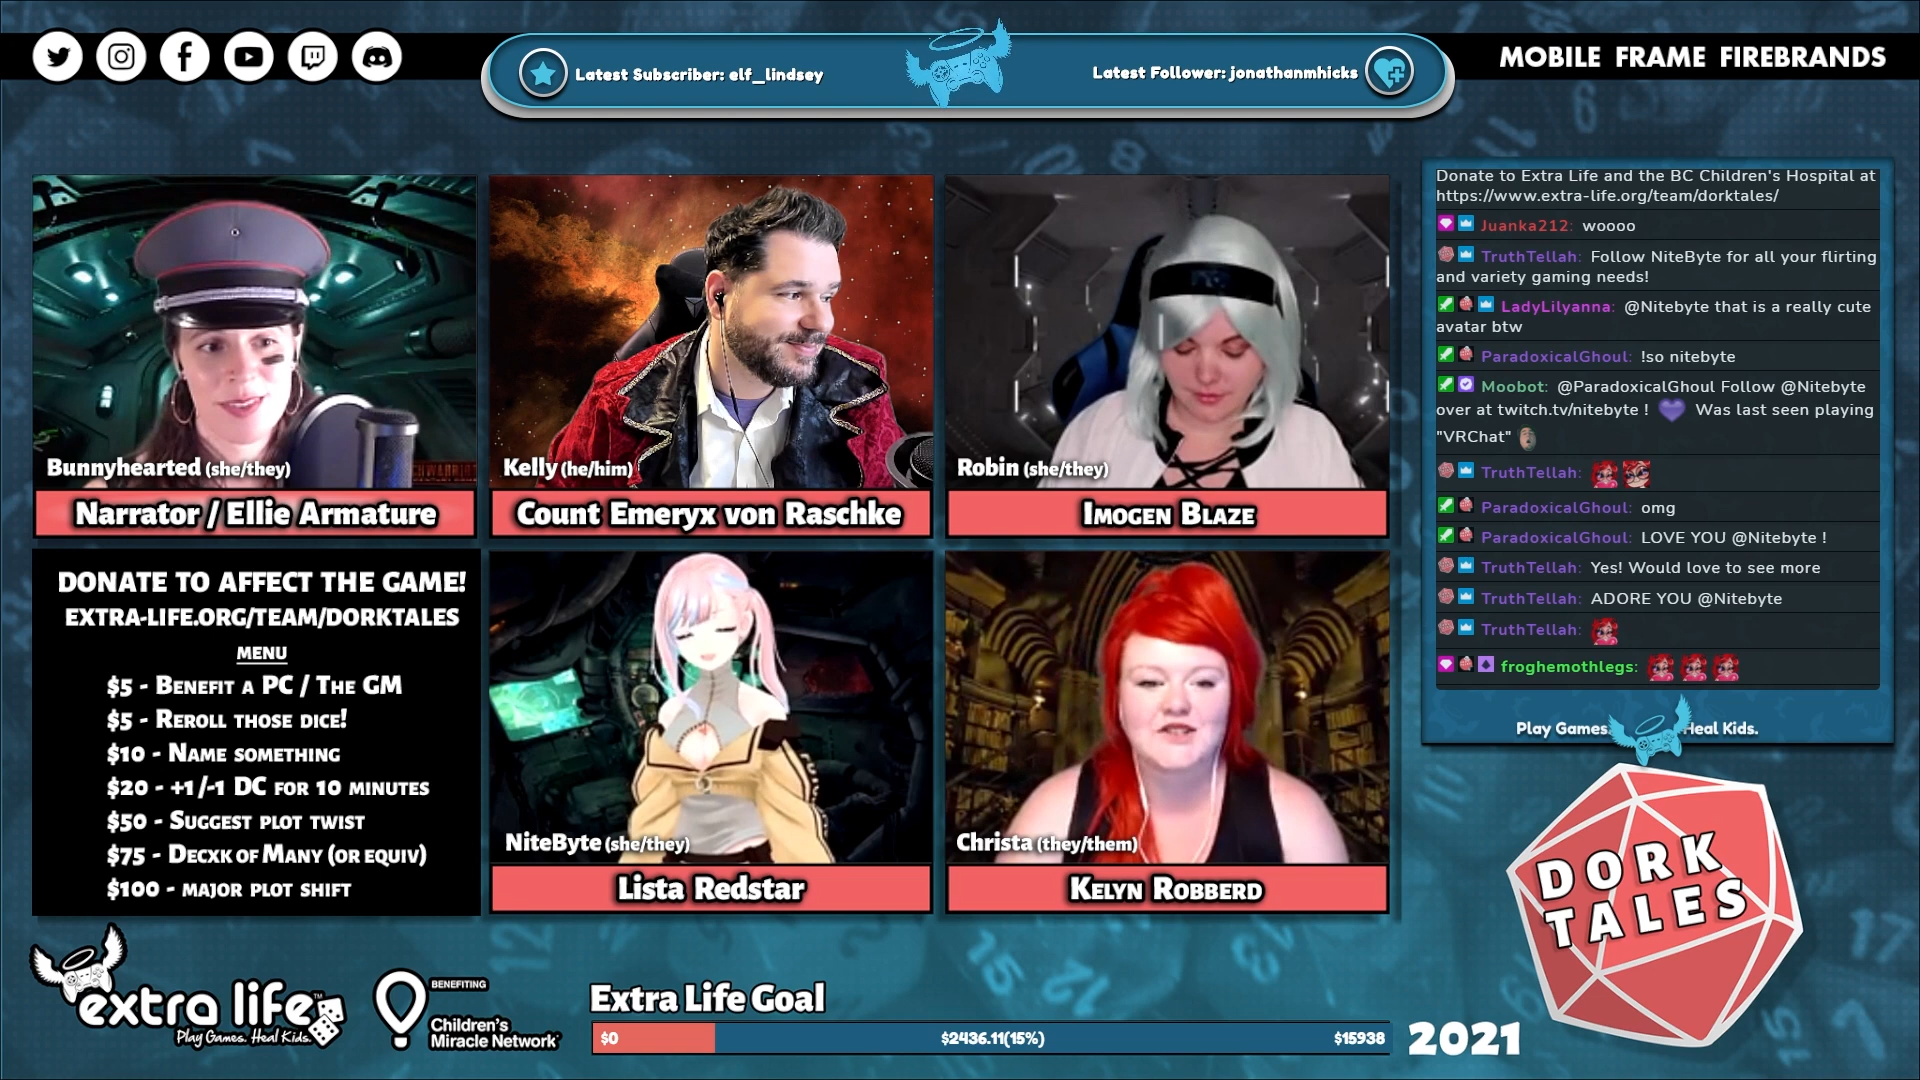 Latest Subscriber: elf_lindsey
Latest Follower: jonathanmhicks
MOBILE FRAME FIREBRANDS
Bunnyhearted (she/they)
Narrator / Ellie Armature
Kelly (he/him)
Count Emeryx von Raschke
Robin (she/they)
Imogen Blaze
DONATE TO AFFECT THE GAME!
EXTRA-LIFE.ORG/TEAM/DORKTALES
MENU
$5 - Benefit a PC / The GM
$5 - Reroll those dice!
$10 - Name something
$20 - +1/-1 DC for 10 minutes
$50 - Suggest plot twist
$75 - Decxk of Many (or equiv)
$100 - major plot shift
NiteByte (she/they)
Lista Redstar
Christa (they/them)
Kelyn Robberd
Donate to Extra Life and the BC Children's Hospital at
https://www.extra-life.org/team/dorktales/
Juanka212: woooo
TruthTellah: Follow NiteByte for all your flirting
and variety gaming needs!
LadyLilyanna: @Nitebyte that is a really cute
avatar btw
ParadoxicalGhoul: !so nitebyte
Moobot: @ParadoxicalGhoul Follow @Nitebyte
over at twitch.tv/nitebyte ! Was last seen playing
"VRChat"
TruthTellah:
ParadoxicalGhoul: omg
ParadoxicalGhoul: LOVE YOU @Nitebyte !
TruthTellah: Yes! Would love to see more
TruthTellah: ADORE YOU @Nitebyte
TruthTellah:
froghemothlegs:
Play Games. Heal Kids.
DORK
TALES
extra life
Play Games. Heal Kids.
BENEFITING
Children's
Miracle Network
Extra Life Goal
$0
$2436.11(15%)
$15938
2021